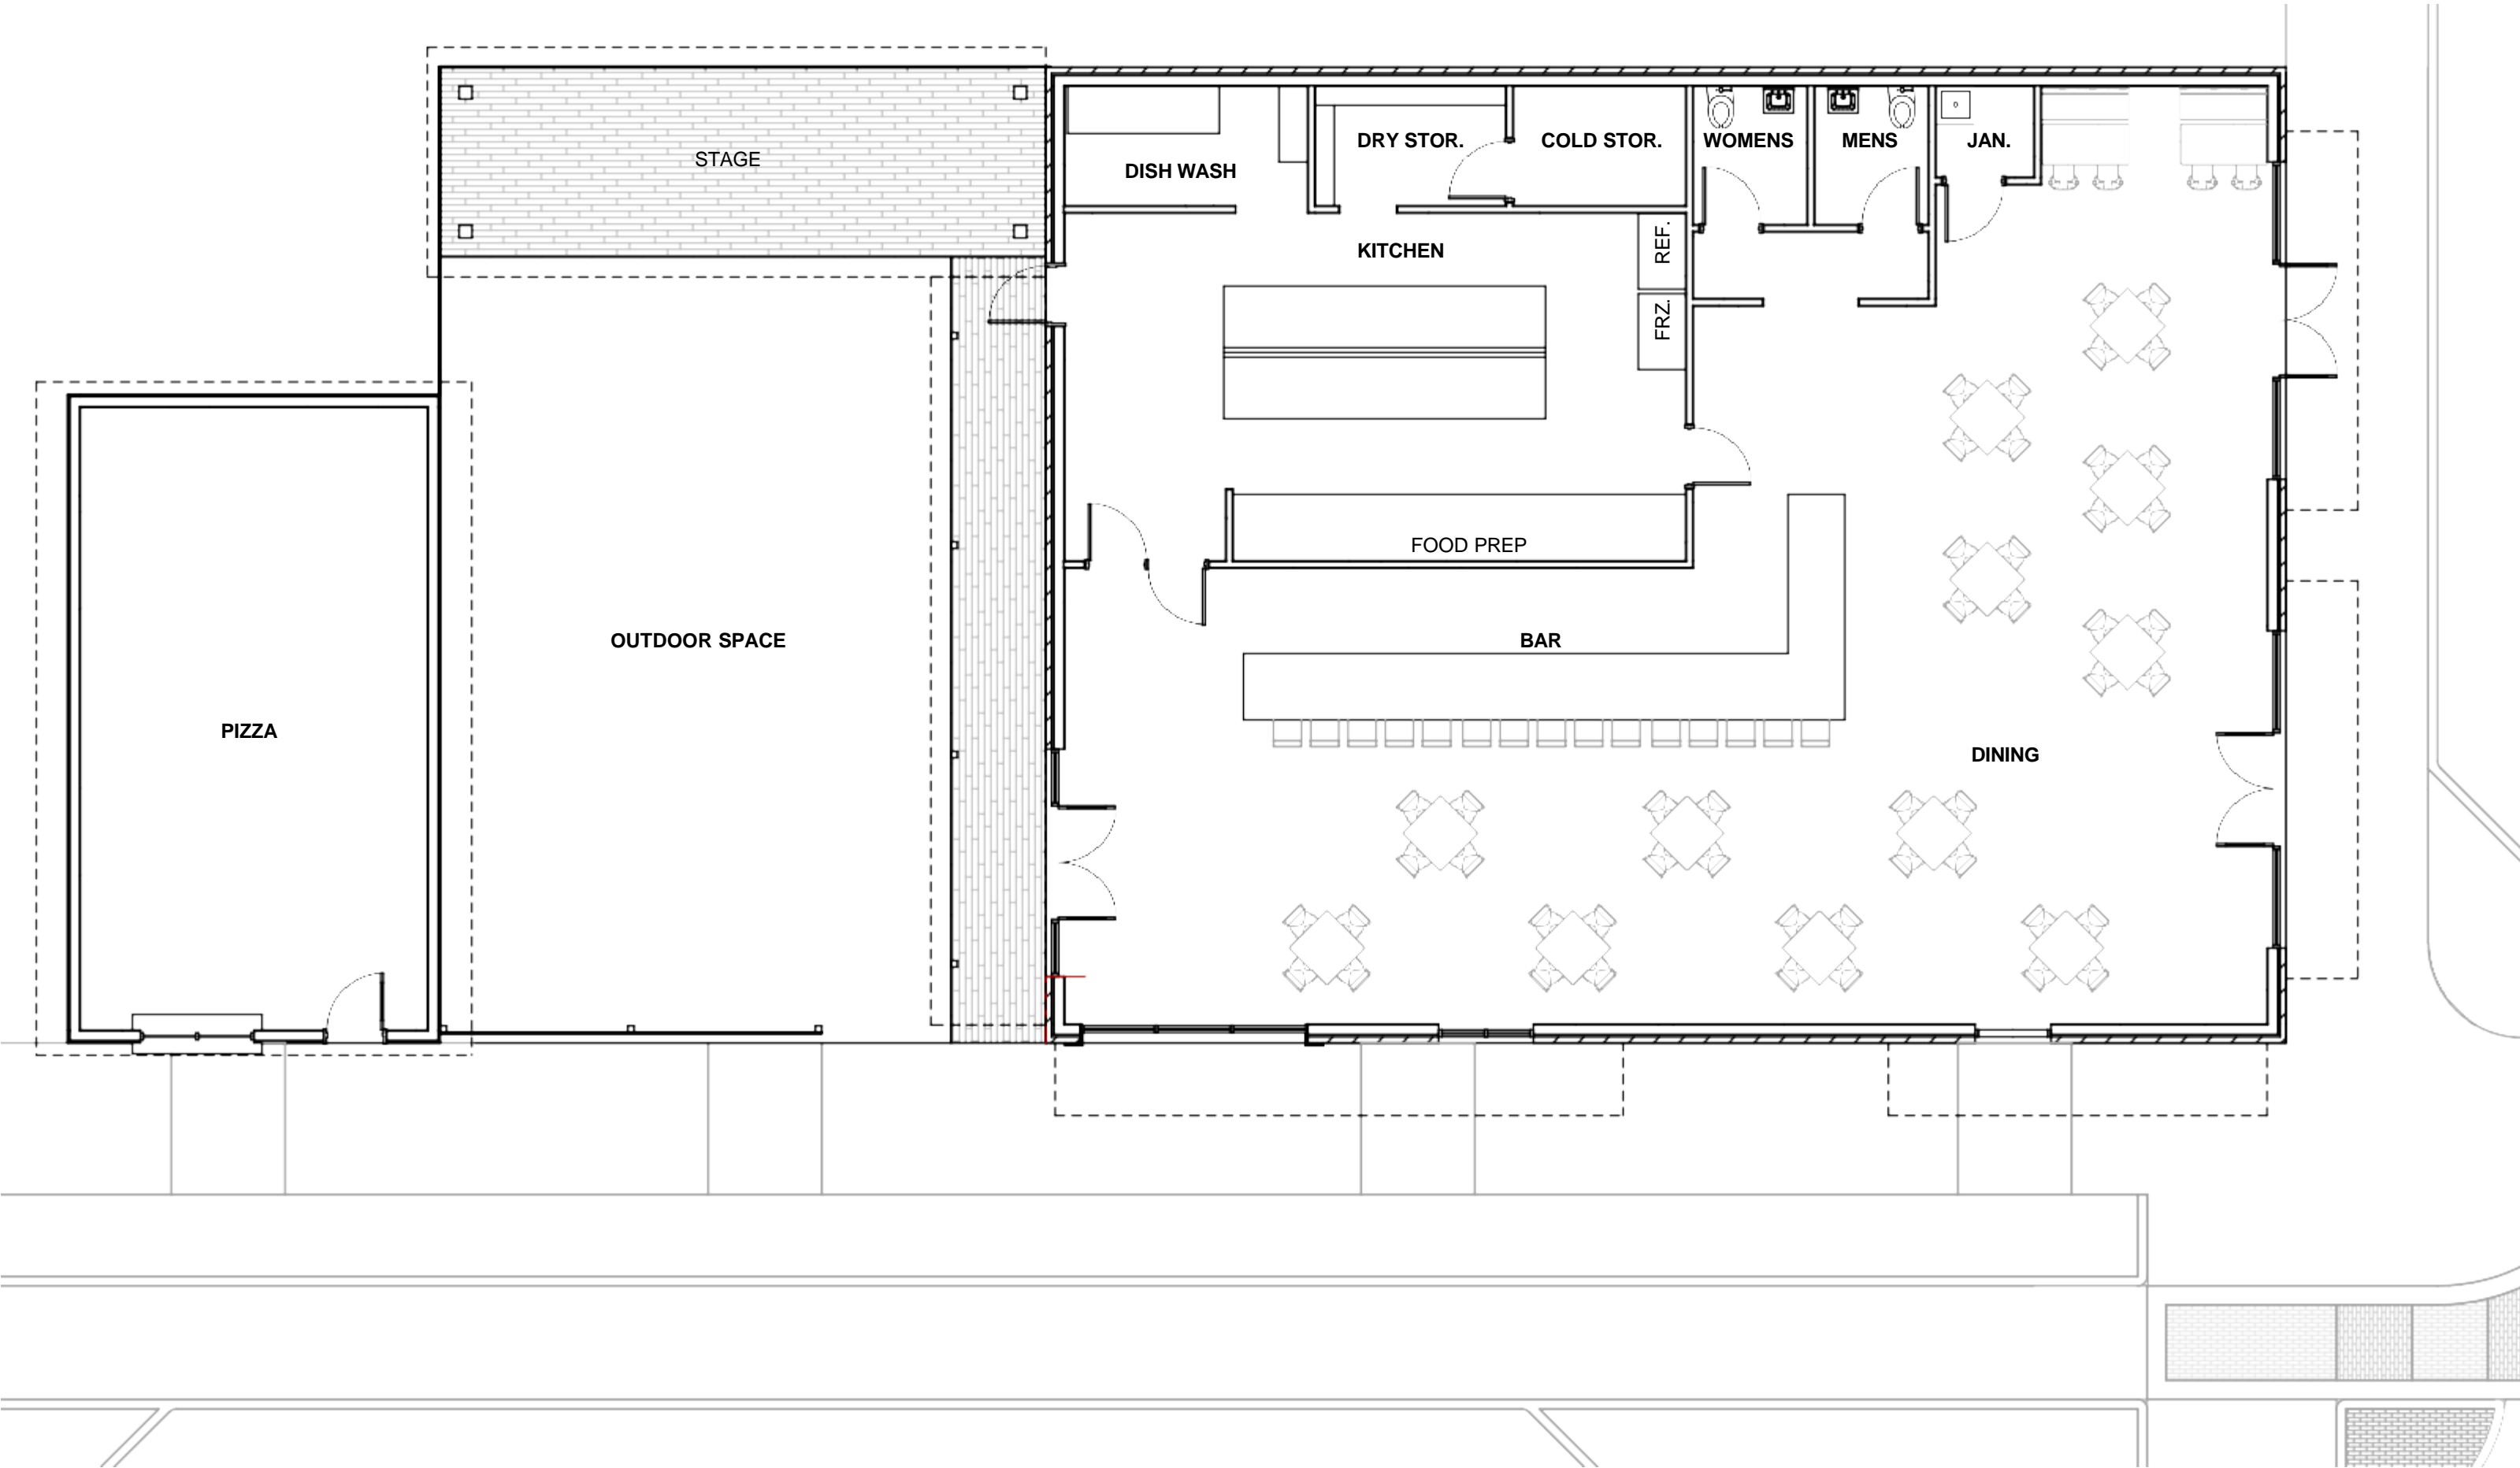 STAGE
DISH WASH
DRY STOR.
COLD STOR.
WOMENS
MENS
JAN.
KITCHEN
REF.
FRZ.
FOOD PREP
OUTDOOR SPACE
BAR
PIZZA
DINING